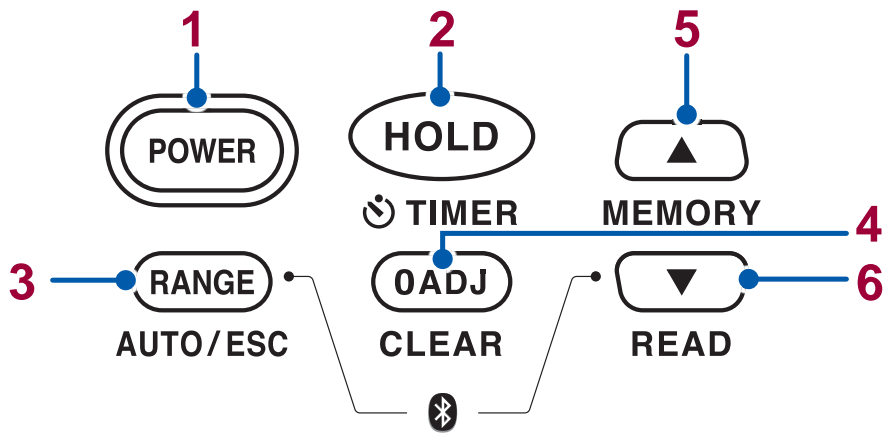 1 2 5
POWER HOLD ▲
TIMER MEMORY
4
3 RANGE 0ADJ ▼ 6
AUTO/ESC CLEAR READ